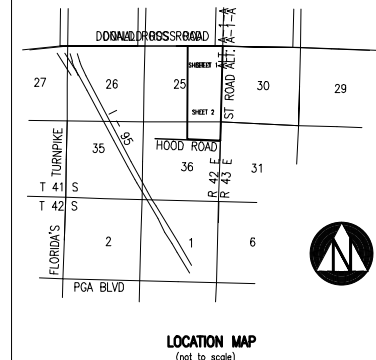 DONALD ROSS ROAD
27 26 25 30 29
SHEET 1
SHEET 2
ST ROAD ALT. A-1-A
I - 95
HOOD ROAD
35 36 31
R 42 E
R 43 E
T 41 S
T 42 S
FLORIDA'S TURNPIKE
2 1 6
PGA BLVD
N
LOCATION MAP
(not to scale)